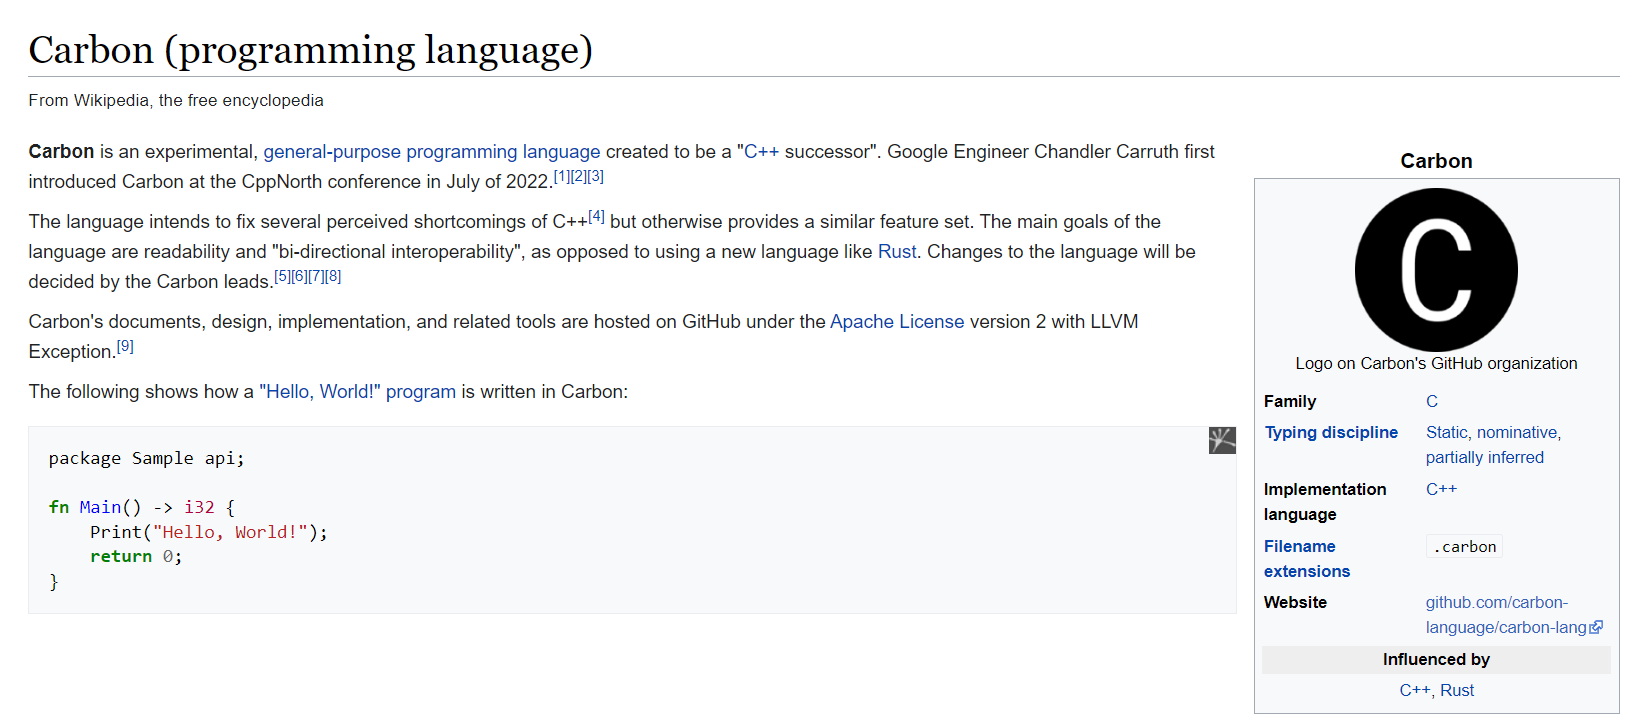 Carbon (programming language)
From Wikipedia, the free encyclopedia
Carbon is an experimental, general-purpose programming language created to be a "C++ successor". Google Engineer Chandler Carruth first
introduced Carbon at the CppNorth conference in July of 2022.[1][2][3]
The language intends to fix several perceived shortcomings of C++[4] but otherwise provides a similar feature set. The main goals of the
language are readability and "bi-directional interoperability", as opposed to using a new language like Rust. Changes to the language will be
decided by the Carbon leads.[5][6][7][8]
Carbon's documents, design, implementation, and related tools are hosted on GitHub under the Apache License version 2 with LLVM
Exception.[9]
The following shows how a "Hello, World!" program is written in Carbon:
package Sample api;
fn Main() -> i32 {
    Print("Hello, World!");
    return 0;
}
Carbon
C
Logo on Carbon's GitHub organization
Family C
Typing discipline Static, nominative,
partially inferred
Implementation C++
language
Filename .carbon
extensions
Website github.com/carbon-
language/carbon-lang
Influenced by
C++, Rust